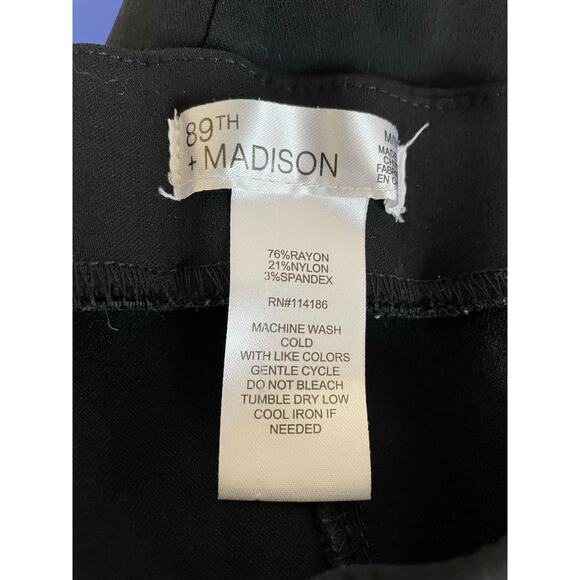 89TH
+ MADISON
76%RAYON
21%NYLON
3%SPANDEX
RN#114186
MACHINE WASH
COLD
WITH LIKE COLORS
GENTLE CYCLE
DO NOT BLEACH
TUMBLE DRY LOW
COOL IRON IF
NEEDED